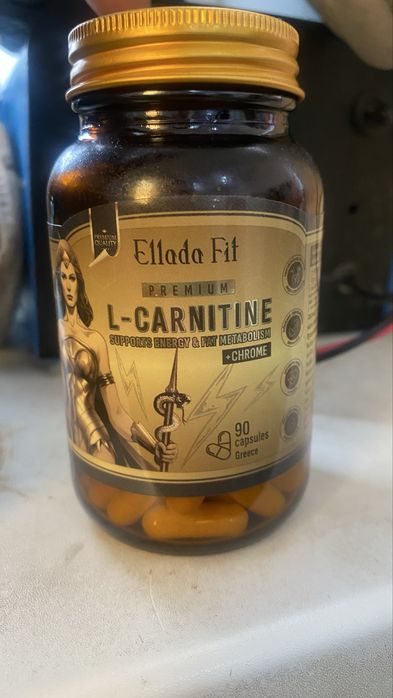 PREMIUM
QUALITY
Ellada Fit
PREMIUM
L-CARNITINE
SUPPORTS ENERGY & FAT METABOLISM
+CHROME
90
capsules
Greece